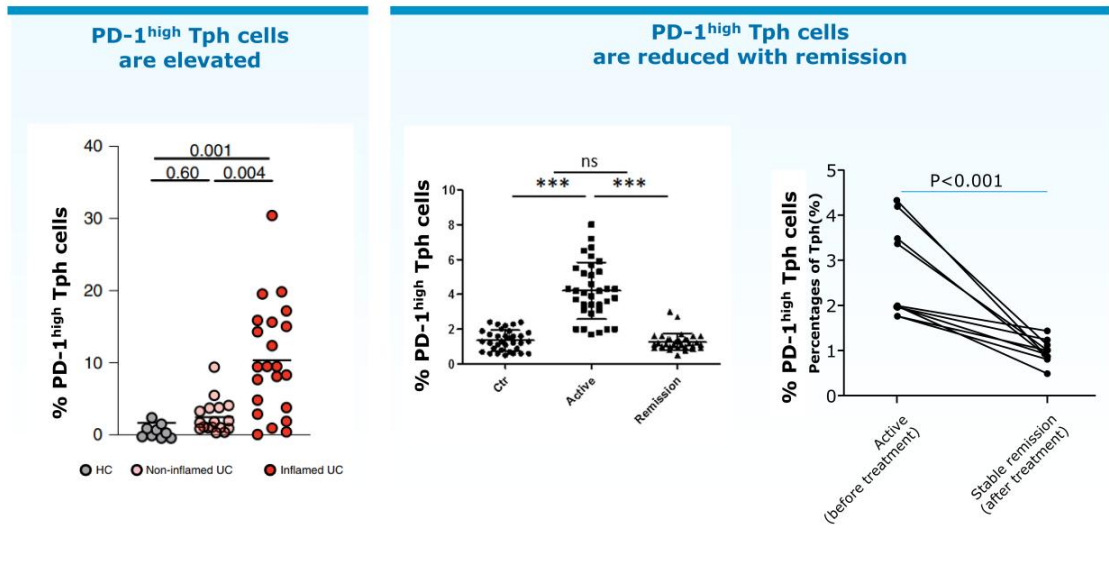 PD-1high Tph cells
are elevated
PD-1high Tph cells
are reduced with remission
% PD-1high Tph cells
40
30
20
10
0
0.001
0.60
0.004
HC
Non-inflamed UC
Inflamed UC
% PD-1high Tph cells
10
8
6
4
2
0
ns
***
***
Ctr
Active
Remission
% PD-1high Tph cells
Percentages of Tph(%)
5
4
3
2
1
0
P<0.001
Active
(before treatment)
Stable remission
(after treatment)